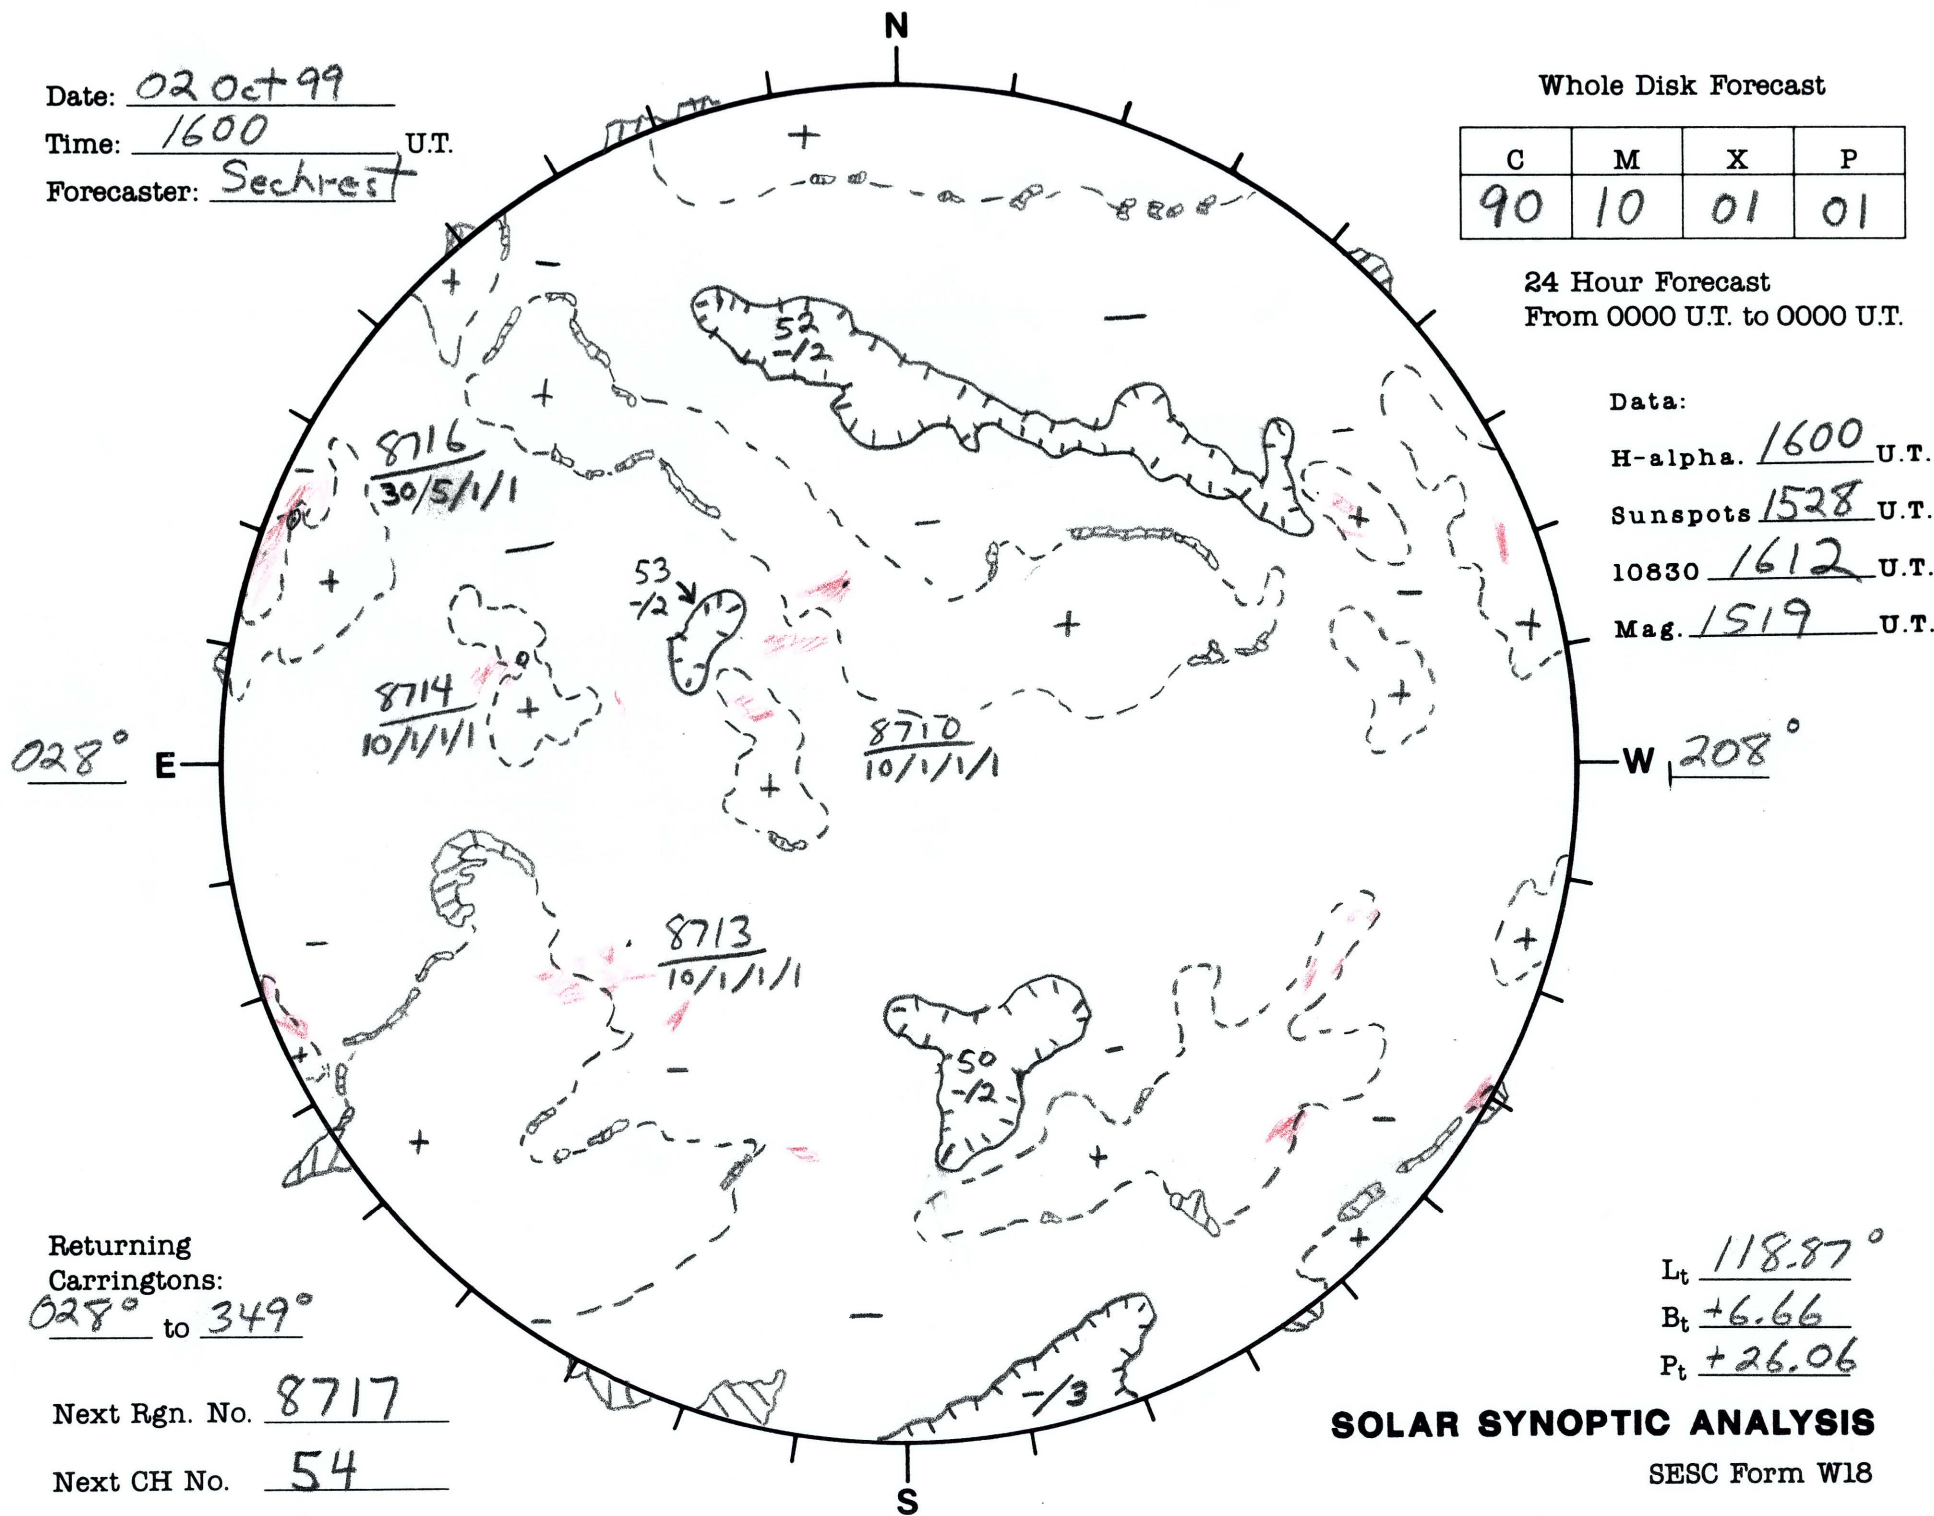 N
Date: 02 Oct 99
Time: 1600 U.T.
Forecaster: Sechrest
Whole Disk Forecast
C M X P
90 10 01 01
24 Hour Forecast
From 0000 U.T. to 0000 U.T.
Data:
H-alpha. 1600 U.T.
Sunspots 1528 U.T.
10830 1612 U.T.
Mag. 1519 U.T.
+
+
−
−
52
-/2
+
−
8716
30/5/1/1
−
+
−
+
−
53
-/2
−
+
+
8714
10/1/1/1
+
+
8710
10/1/1/1
028° E
W 208°
+
−
8713
10/1/1/1
+
+
−
50
-/2
−
+
−
+
+
Returning
Carringtons:
028° to 349°
−
−
-/3
Next Rgn. No. 8717
Next CH No. 54
S
Lt 118.87°
Bt +6.66
Pt +26.06
SOLAR SYNOPTIC ANALYSIS
SESC Form W18